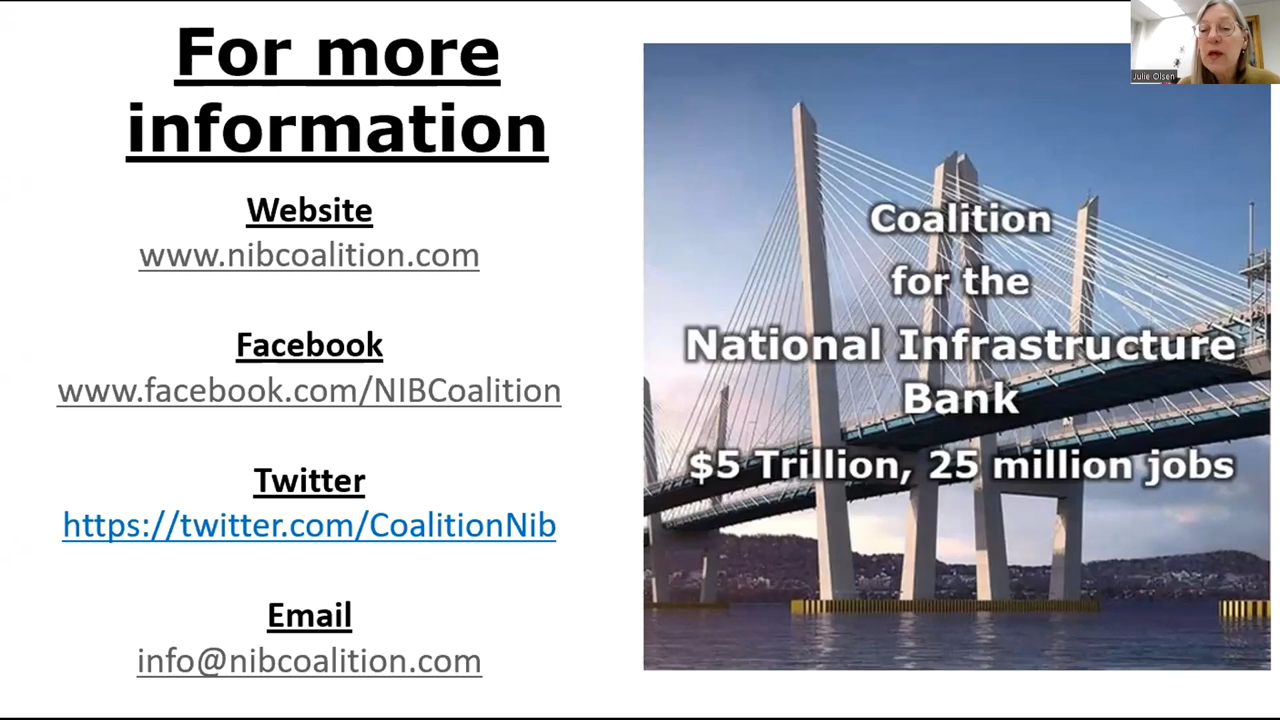 For more
information
Website
www.nibcoalition.com
Facebook
www.facebook.com/NIBCoalition
Twitter
https://twitter.com/CoalitionNib
Email
info@nibcoalition.com
Coalition
for the
National Infrastructure
Bank
$5 Trillion, 25 million jobs
Julie Olsen